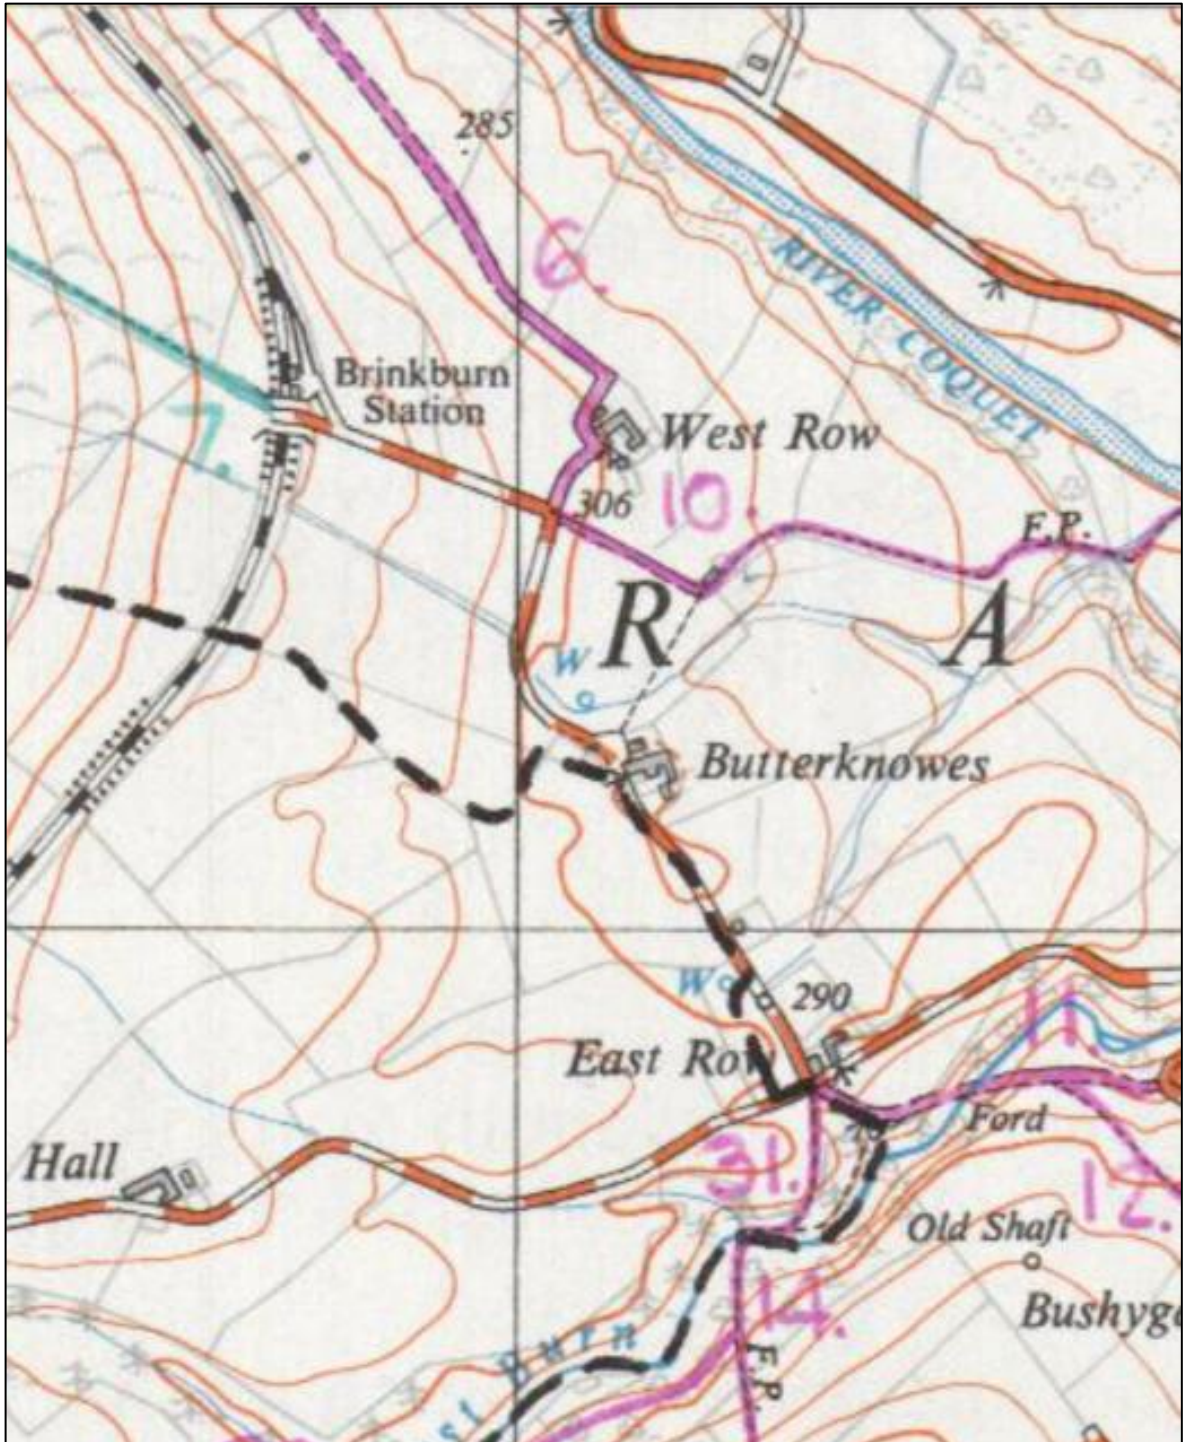 285
6.
RIVER COQUET
Brinkburn
Station
7.
West Row
306
10.
F.P.
R A
W
Butterknowes
W
290
11.
East Row
Ford
Hall
31.
12.
Old Shaft
14.
Bushyg
Burn
F.P.